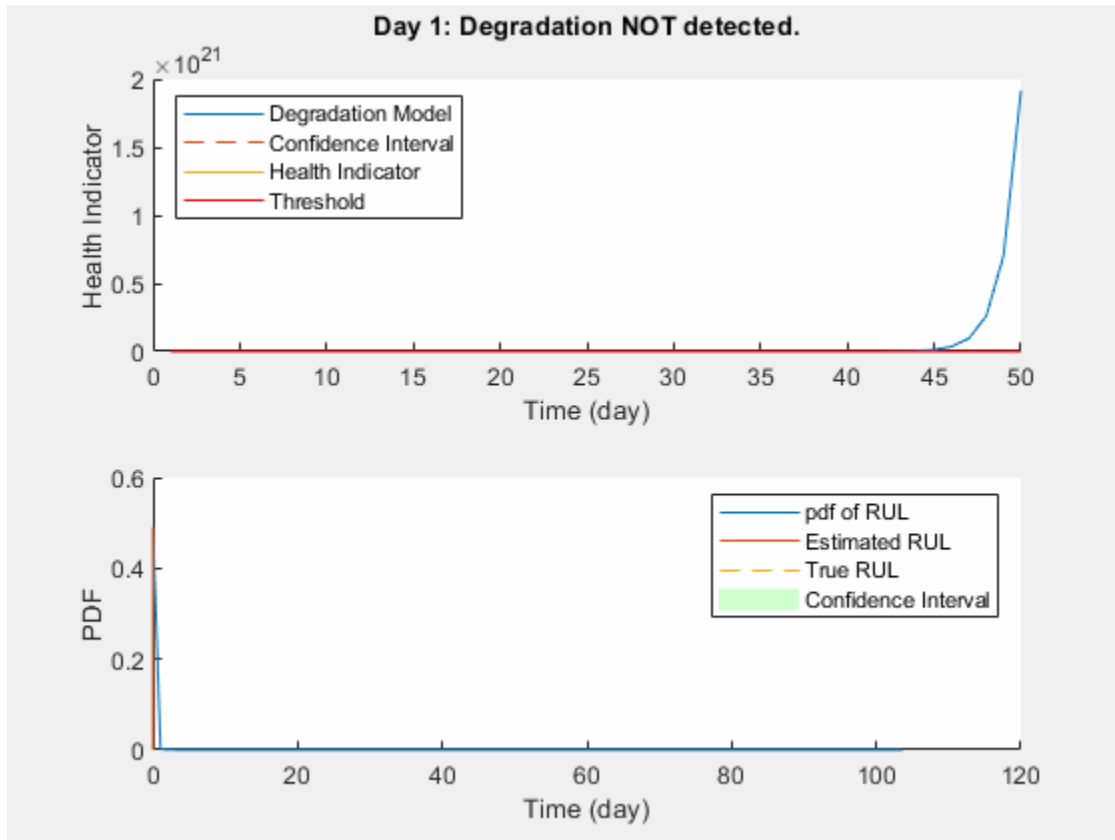 Day 1: Degradation NOT detected.
×10^21
2
1.5
1
0.5
0
Health Indicator
Degradation Model
Confidence Interval
Health Indicator
Threshold
0 5 10 15 20 25 30 35 40 45 50
Time (day)
0.6
0.4
0.2
0
PDF
pdf of RUL
Estimated RUL
True RUL
Confidence Interval
0 20 40 60 80 100 120
Time (day)